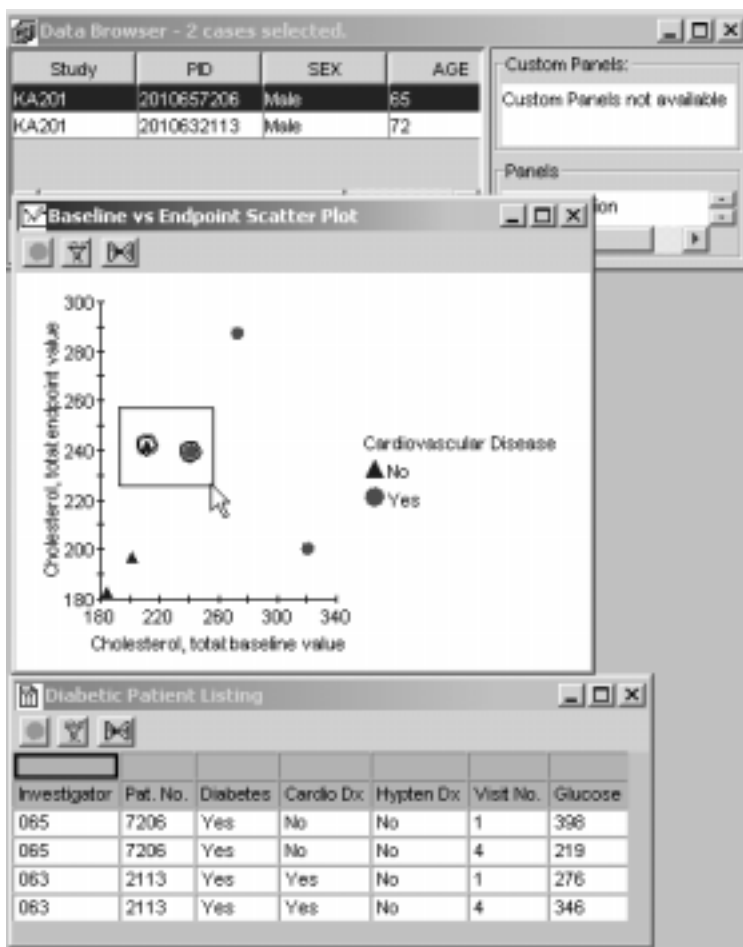 Data Browser - 2 cases selected.
Study PID SEX AGE
KA201 2010657206 Male 65
KA201 2010632113 Male 72
Custom Panels:
Custom Panels not available
Panels
ion
Baseline vs Endpoint Scatter Plot
300
280
260
240
220
200
180
Cholesterol, total endpoint value
180 220 260 300 340
Cholesterol, total baseline value
Cardiovascular Disease
No
Yes
Diabetic Patient Listing
Investigator Pat. No. Diabetes Cardio Dx Hypten Dx Visit No. Glucose
065 7206 Yes No No 1 398
065 7206 Yes No No 4 219
063 2113 Yes Yes No 1 276
063 2113 Yes Yes No 4 346